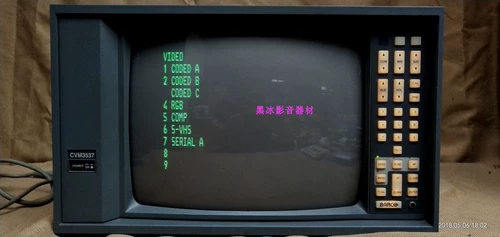 VIDEO
1 CODED A
2 CODED B
CODED C
4 RGB
5 COMP
6 S-VHS
7 SERIAL A
8
9
黑冰影音器材
CVM3537
BARCO
2018.05.06 18:02